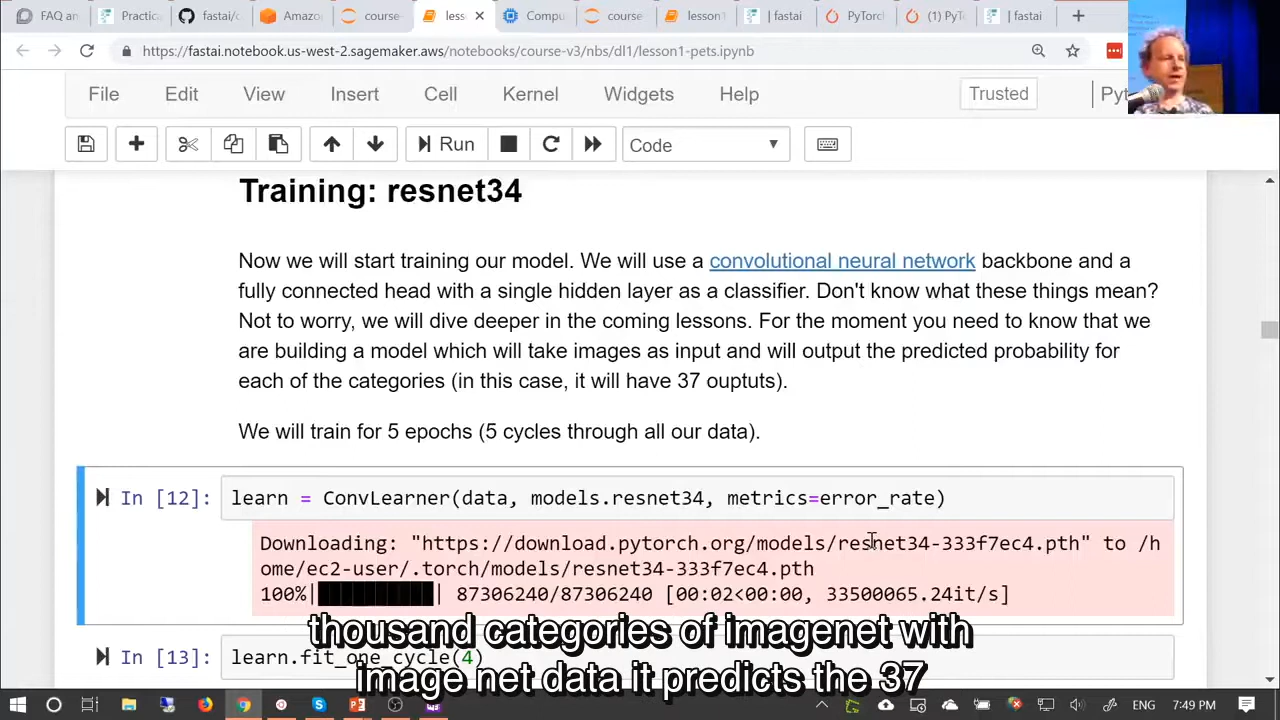 FAQ an
Practica
fastai/c
Amazo
course-
less
Compu
course
lesson1
| fastai
PyTorch
(1) PyT
| fastai
https://fastai.notebook.us-west-2.sagemaker.aws/notebooks/course-v3/nbs/dl1/lesson1-pets.ipynb
File Edit View Insert Cell Kernel Widgets Help Trusted Pyt
Run Code
Training: resnet34
Now we will start training our model. We will use a convolutional neural network backbone and a
fully connected head with a single hidden layer as a classifier. Don't know what these things mean?
Not to worry, we will dive deeper in the coming lessons. For the moment you need to know that we
are building a model which will take images as input and will output the predicted probability for
each of the categories (in this case, it will have 37 ouptuts).
We will train for 5 epochs (5 cycles through all our data).
In [12]: learn = ConvLearner(data, models.resnet34, metrics=error_rate)
Downloading: "https://download.pytorch.org/models/resnet34-333f7ec4.pth" to /h
ome/ec2-user/.torch/models/resnet34-333f7ec4.pth
100%|██████████| 87306240/87306240 [00:02<00:00, 33500065.24it/s]
thousand categories of imagenet with
In [13]: learn.fit_one_cycle(4)
image net data it predicts the 37
ENG 7:49 PM